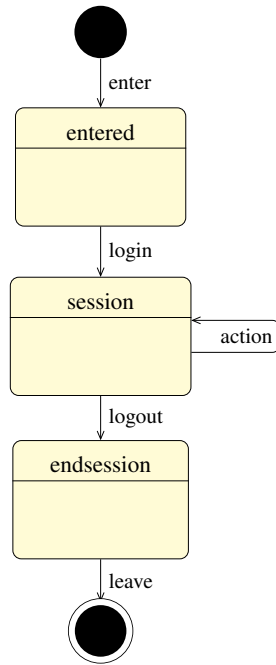 enter
entered
login
session
action
logout
endsession
leave